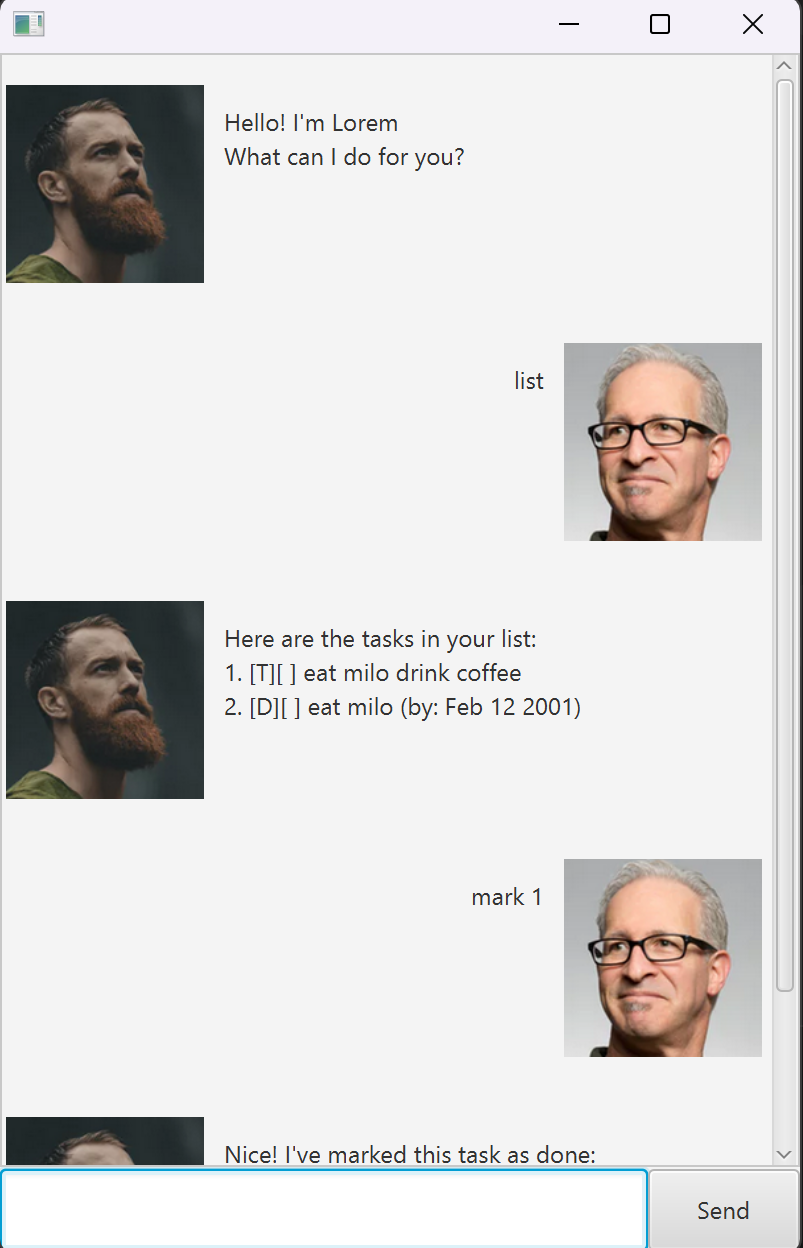 Hello! I'm Lorem
What can I do for you?
list
Here are the tasks in your list:
1. [T][ ] eat milo drink coffee
2. [D][ ] eat milo (by: Feb 12 2001)
mark 1
Nice! I've marked this task as done:
Send